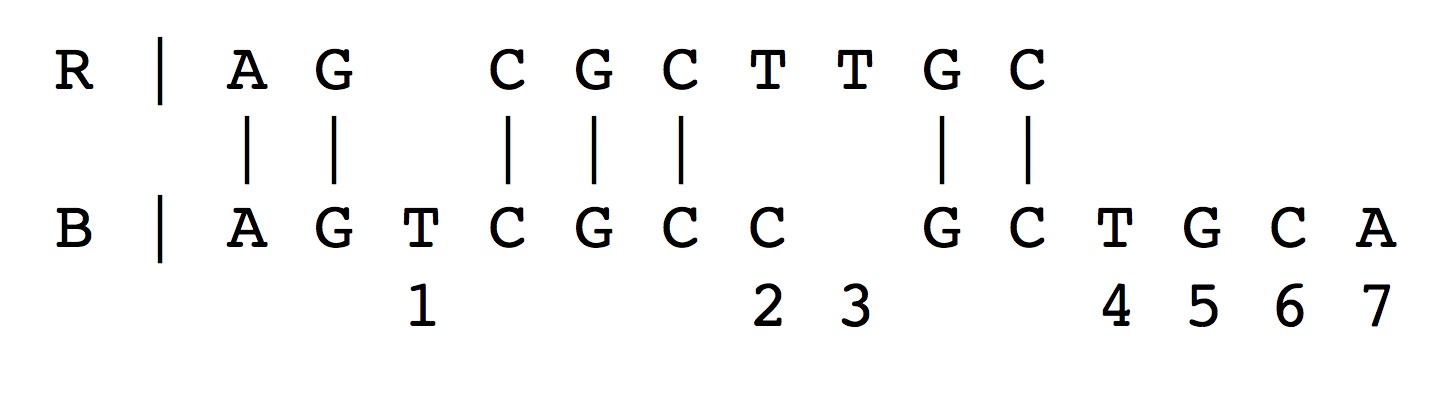 R | A G   C G C T T G C
    | |   | | |     | |
B | A G T C G C C   G C T G C A
        1       2 3     4 5 6 7